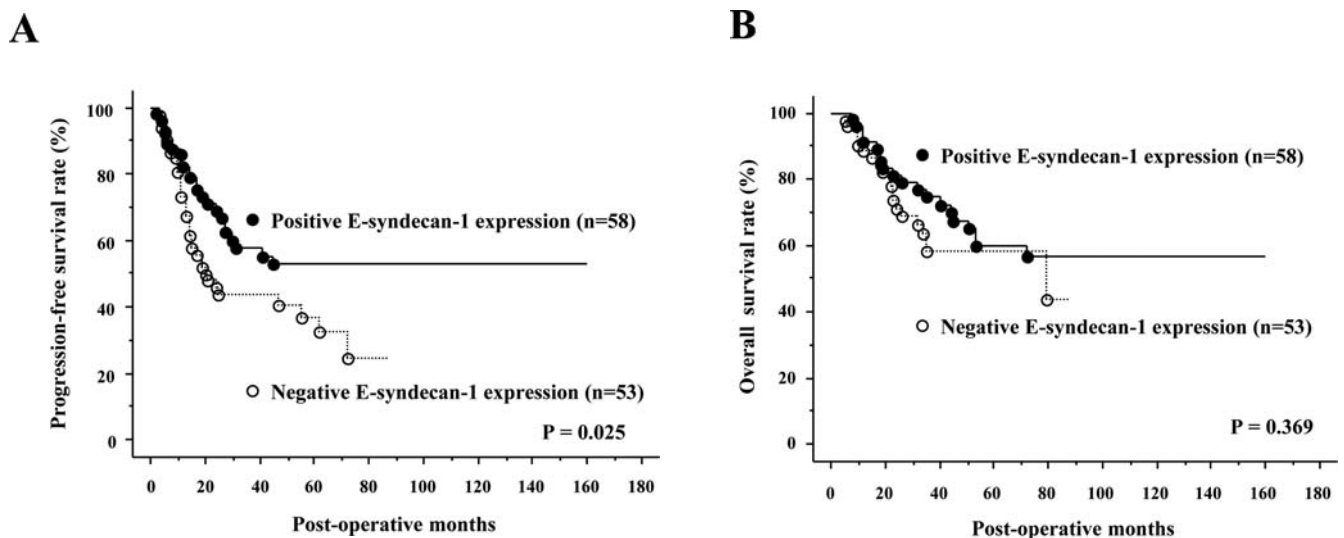 A
Progression-free survival rate (%)
100
80
60
40
20
0
Positive E-syndecan-1 expression (n=58)
Negative E-syndecan-1 expression (n=53)
P = 0.025
0 20 40 60 80 100 120 140 160 180
Post-operative months
B
Overall survival rate (%)
100
80
60
40
20
0
Positive E-syndecan-1 expression (n=58)
Negative E-syndecan-1 expression (n=53)
P = 0.369
0 20 40 60 80 100 120 140 160 180
Post-operative months